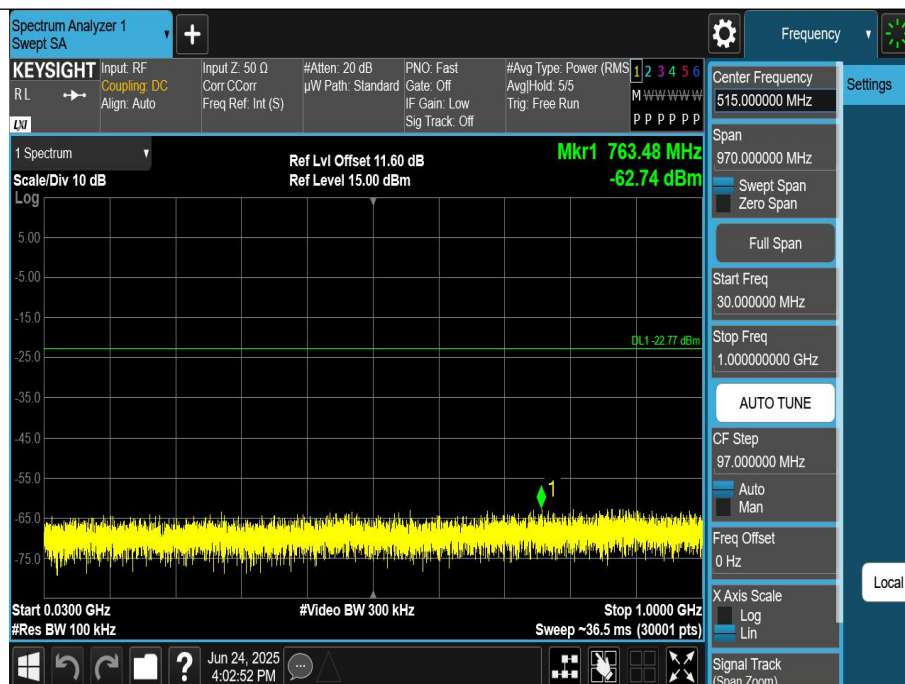 Spectrum Analyzer 1
Swept SA
Frequency
KEYSIGHT
RL
LXI
Input: RF
Coupling: DC
Align: Auto
Input Z: 50 Ω
Corr CCorr
Freq Ref: Int (S)
#Atten: 20 dB
µW Path: Standard
PNO: Fast
Gate: Off
IF Gain: Low
Sig Track: Off
#Avg Type: Power (RMS
Avg|Hold: 5/5
Trig: Free Run
1 2 3 4 5 6
M W W W W W
P P P P P P
1 Spectrum
Scale/Div 10 dB
Log
Ref Lvl Offset 11.60 dB
Ref Level 15.00 dBm
Mkr1 763.48 MHz
-62.74 dBm
5.00
-5.00
-15.0
DL1 -22.77 dBm
-25.0
-35.0
-45.0
-55.0
1
-65.0
-75.0
Start 0.0300 GHz
#Res BW 100 kHz
#Video BW 300 kHz
Stop 1.0000 GHz
Sweep ~36.5 ms (30001 pts)
Center Frequency
515.000000 MHz
Settings
Span
970.000000 MHz
Swept Span
Zero Span
Full Span
Start Freq
30.000000 MHz
Stop Freq
1.000000000 GHz
AUTO TUNE
CF Step
97.000000 MHz
Auto
Man
Freq Offset
0 Hz
Local
X Axis Scale
Log
Lin
Signal Track
(Span Zoom)
?
Jun 24, 2025
4:02:52 PM